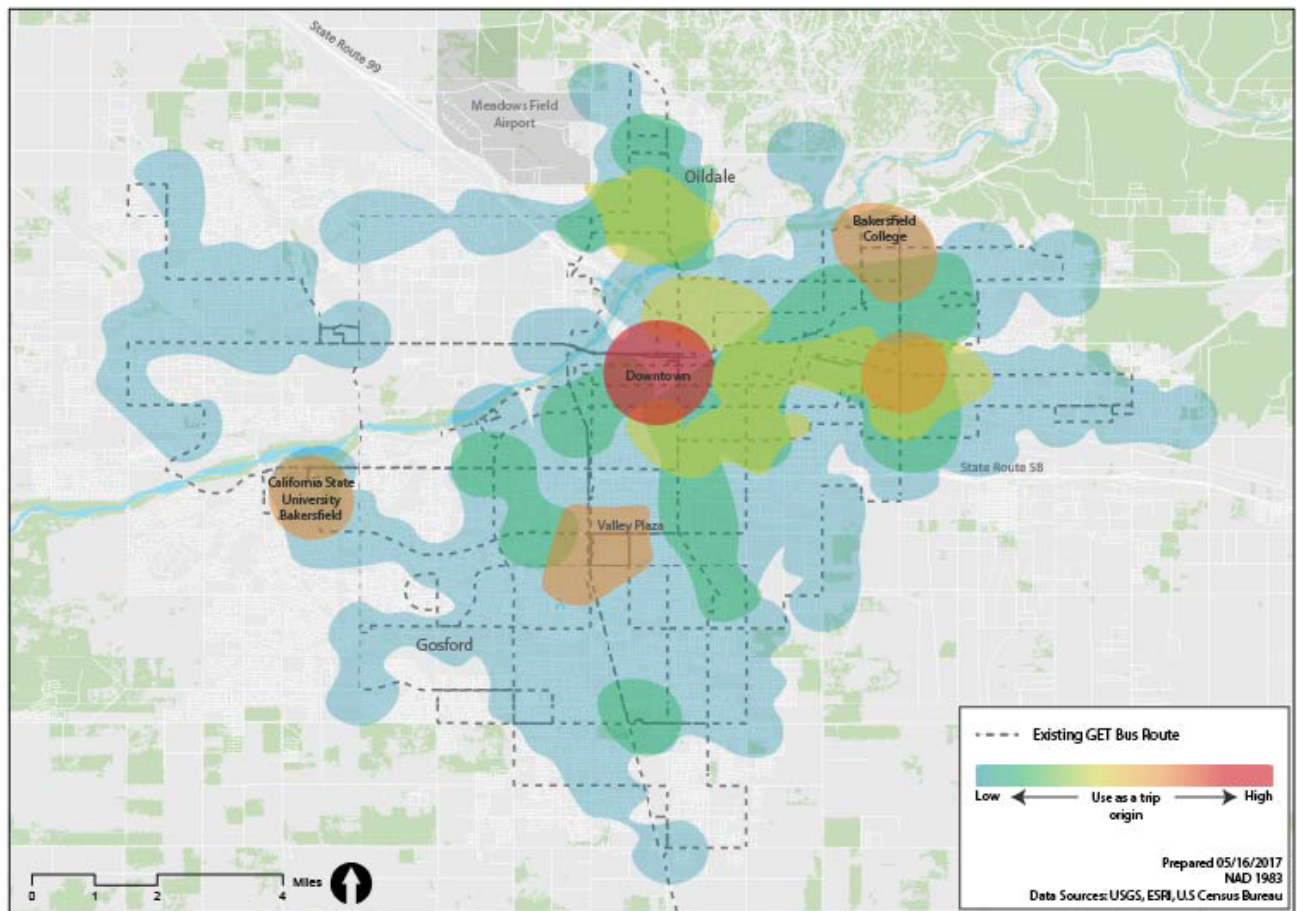 State Route 99
Meadows Field
Airport
Oildale
Bakersfield
College
Downtown
State Route 58
California State
University
Bakersfield
Valley Plaza
Gosford
Existing GET Bus Route
Low
Use as a trip
origin
High
Prepared 05/16/2017
NAD 1983
Data Sources: USGS, ESRI, U.S Census Bureau
0 1 2 4 Miles